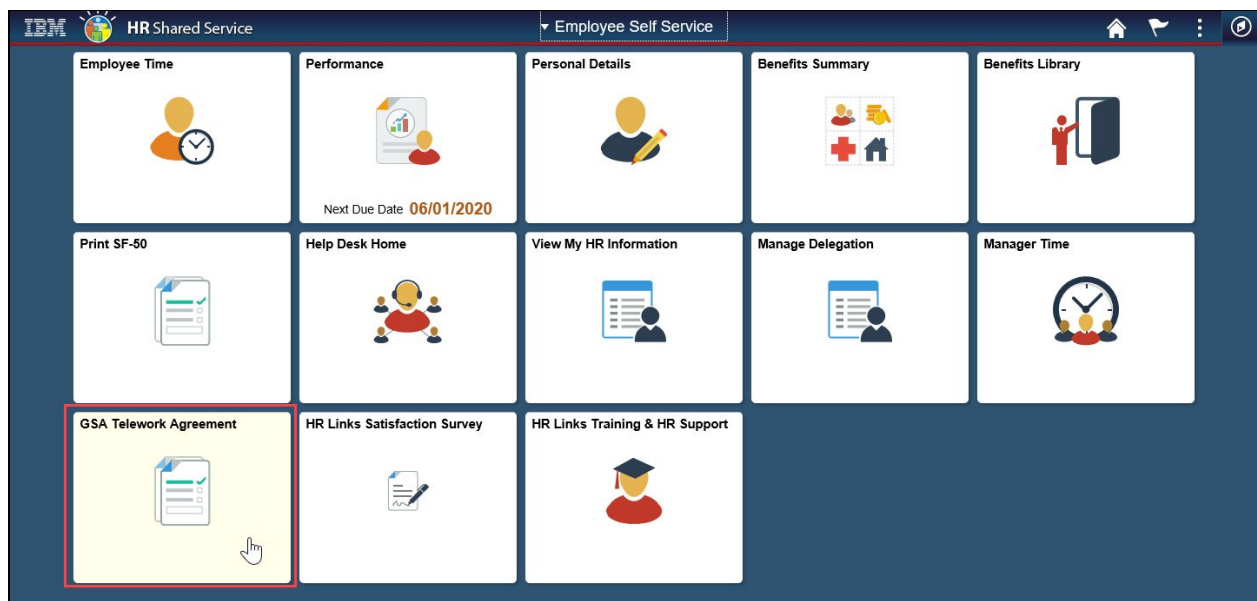 IBM HR Shared Service
Employee Self Service
Employee Time
Performance
Next Due Date 06/01/2020
Personal Details
Benefits Summary
Benefits Library
Print SF-50
Help Desk Home
View My HR Information
Manage Delegation
Manager Time
GSA Telework Agreement
HR Links Satisfaction Survey
HR Links Training & HR Support